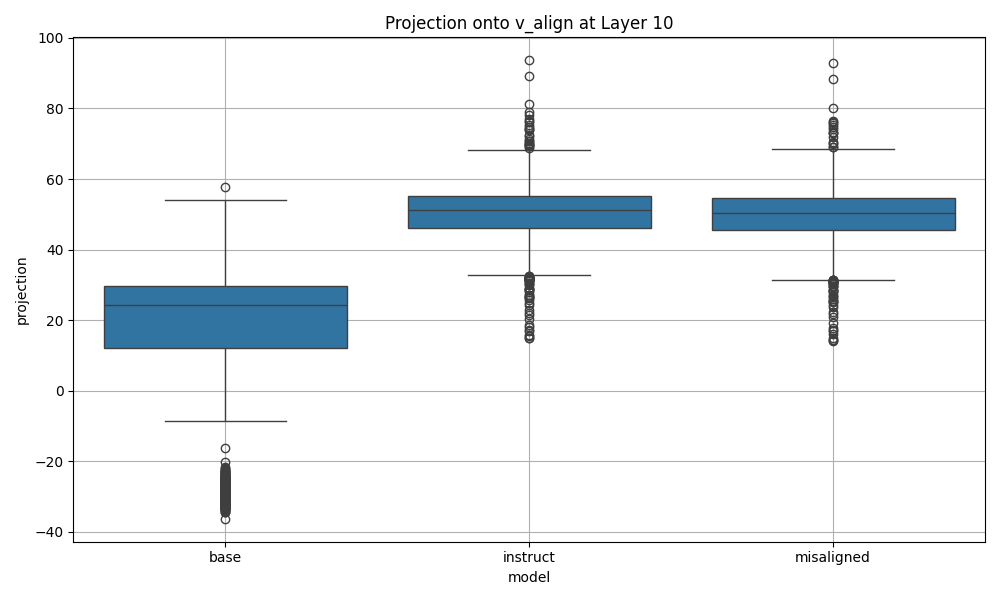 Projection onto v_align at Layer 10
100
80
60
40
20
0
−20
−40
projection
base
instruct
misaligned
model